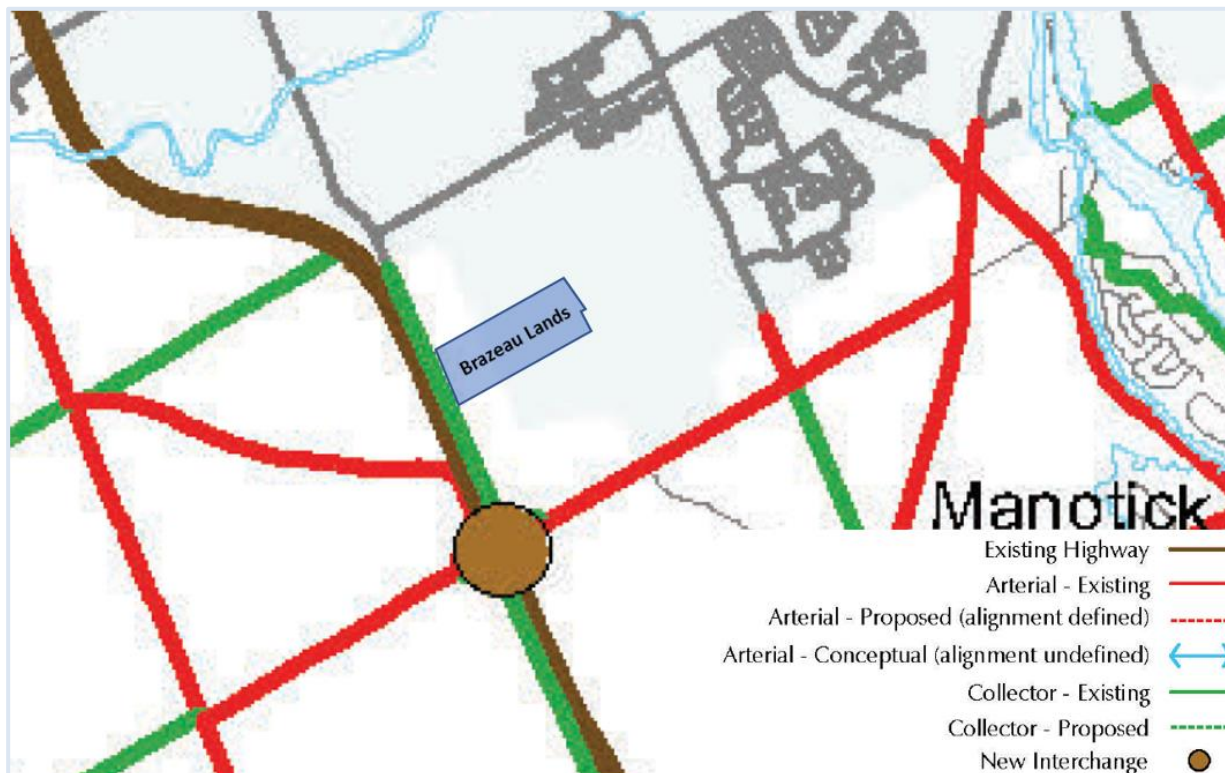 Brazeau Lands
Manotick
Existing Highway
Arterial - Existing
Arterial - Proposed (alignment defined)
Arterial - Conceptual (alignment undefined)
Collector - Existing
Collector - Proposed
New Interchange